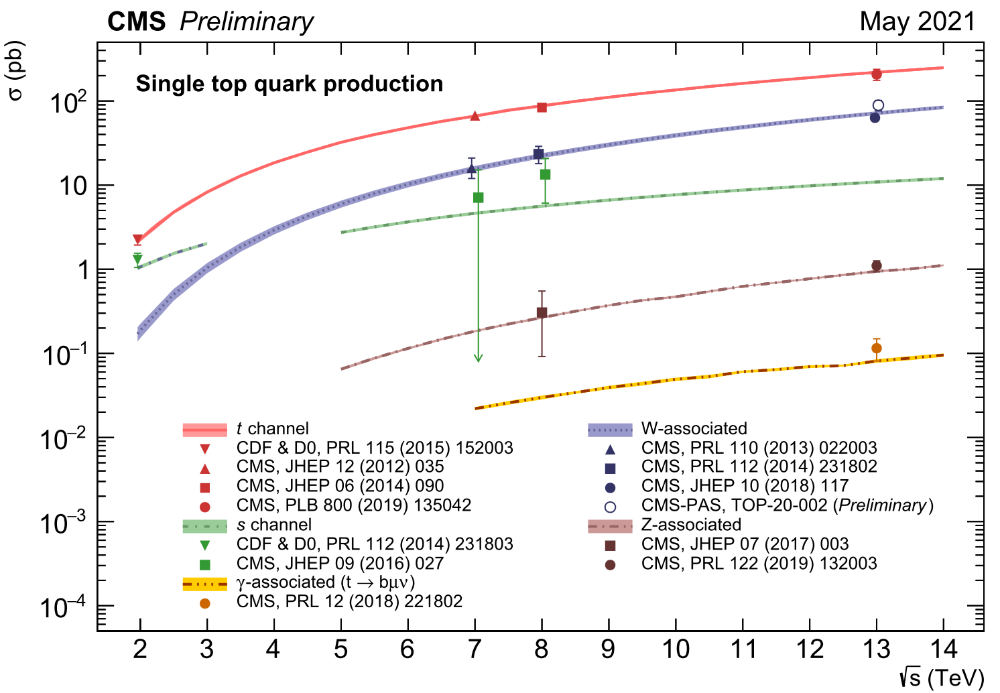 CMS Preliminary May 2021
σ (pb)
Single top quark production
10²
10
1
10⁻¹
10⁻²
10⁻³
10⁻⁴
t channel
CDF & D0, PRL 115 (2015) 152003
CMS, JHEP 12 (2012) 035
CMS, JHEP 06 (2014) 090
CMS, PLB 800 (2019) 135042
s channel
CDF & D0, PRL 112 (2014) 231803
CMS, JHEP 09 (2016) 027
γ-associated (t → bμν)
CMS, PRL 12 (2018) 221802
W-associated
CMS, PRL 110 (2013) 022003
CMS, PRL 112 (2014) 231802
CMS, JHEP 10 (2018) 117
CMS-PAS, TOP-20-002 (Preliminary)
Z-associated
CMS, JHEP 07 (2017) 003
CMS, PRL 122 (2019) 132003
2 3 4 5 6 7 8 9 10 11 12 13 14
√s (TeV)